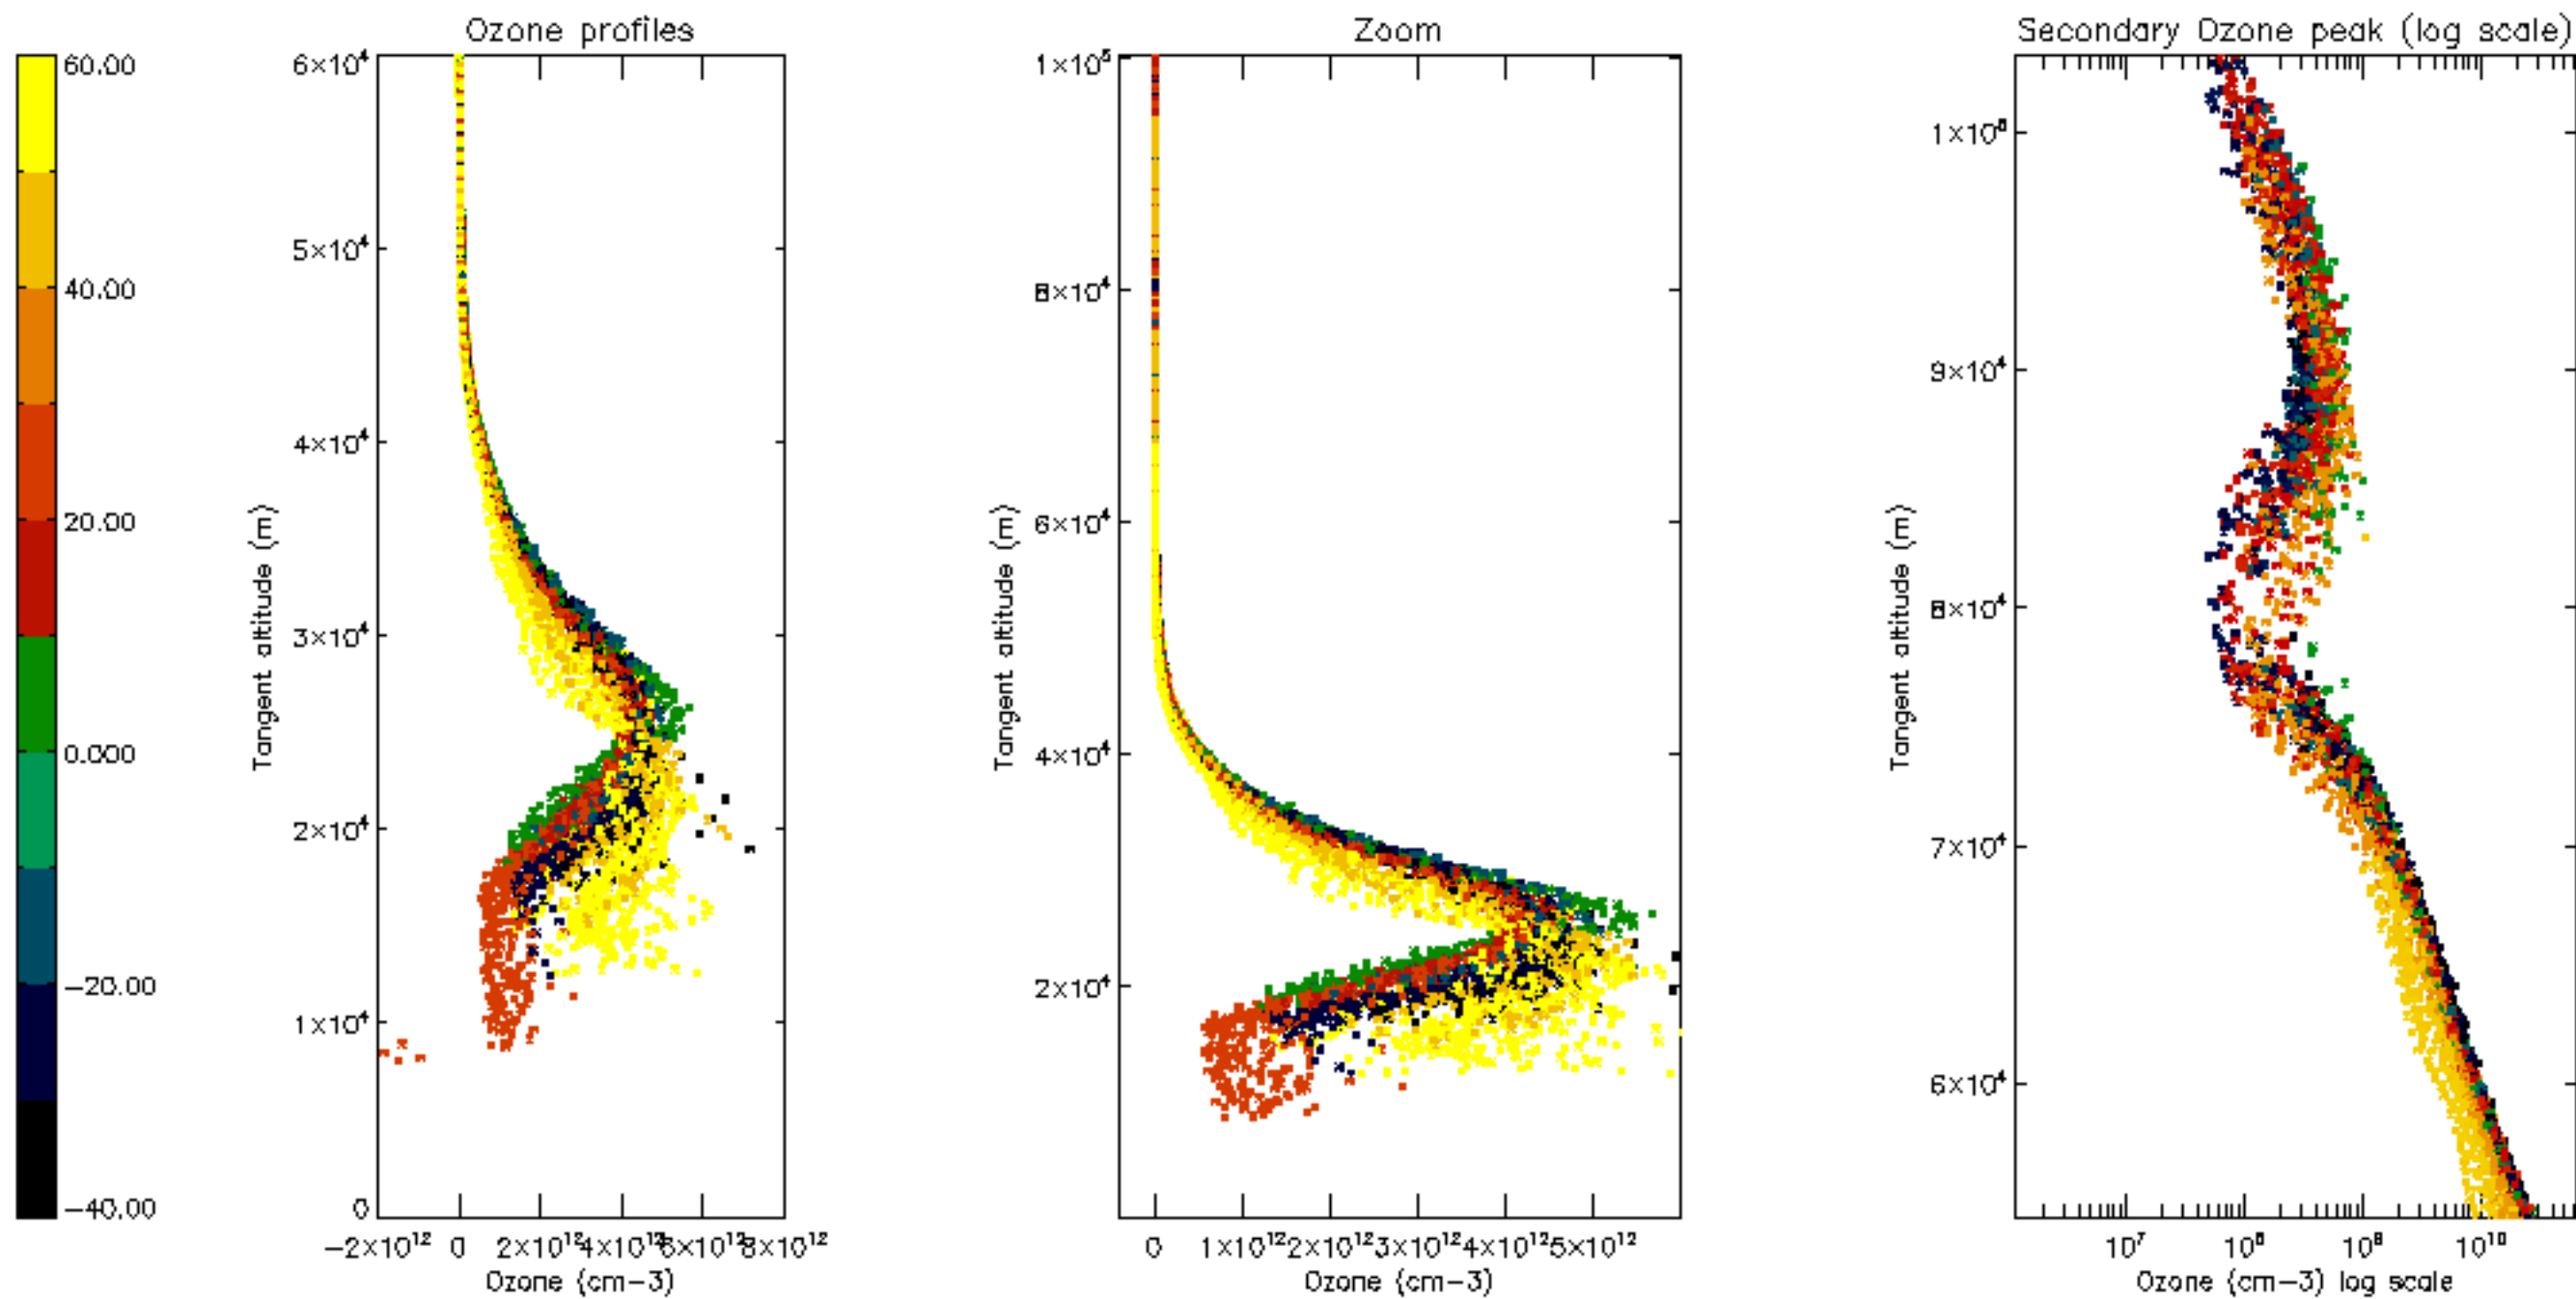 Ozone profiles
Zoom
Secondary Ozone peak (log scale)
60.00
40.00
20.00
0.000
−20.00
−40.00
6×10⁴
5×10⁴
4×10⁴
3×10⁴
2×10⁴
1×10⁴
0
Tangent altitude (m)
−2×10¹² 0 2×10¹² 4×10¹² 6×10¹² 8×10¹²
Ozone (cm−3)
1×10⁵
8×10⁴
6×10⁴
4×10⁴
2×10⁴
Tangent altitude (m)
0 1×10¹² 2×10¹² 3×10¹² 4×10¹² 5×10¹²
Ozone (cm−3)
9×10⁴
8×10⁴
7×10⁴
6×10⁴
Tangent altitude (m)
10⁷ 10⁸ 10⁹ 10¹⁰
Ozone (cm−3) log scale